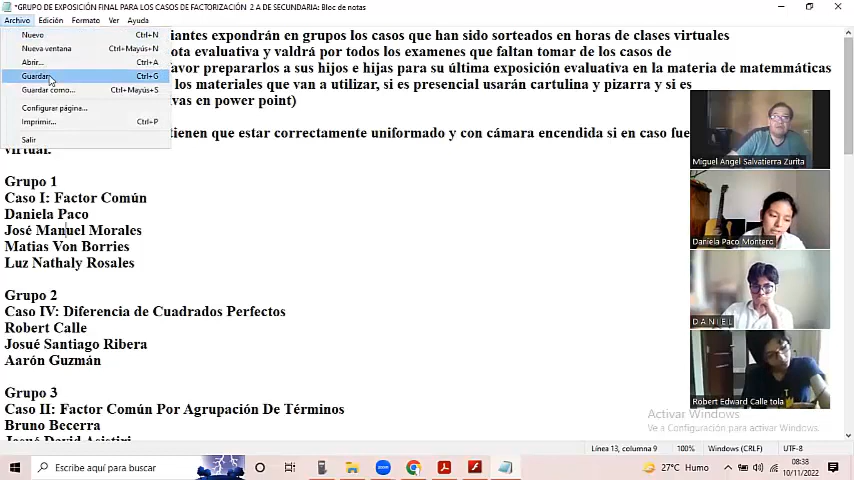 *GRUPO DE EXPOSICIÓN FINAL PARA LOS CASOS DE FACTORIZACIÓN 2 A DE SECUNDARIA: Bloc de notas
Archivo Edición Formato Ver Ayuda
Nuevo Ctrl+N
Nueva ventana Ctrl+Mayús+N
Abrir... Ctrl+A
Guardar Ctrl+G
Guardar como... Ctrl+Mayús+S
Configurar página...
Imprimir... Ctrl+P
Salir
iantes expondrán en grupos los casos que han sido sorteados en horas de clases virtuales
ota evaluativa y valdrá por todos los examenes que faltan tomar de los casos de
favor prepararlos a sus hijos e hijas para su última exposición evaluativa en la materia de matemmáticas
los materiales que van a utilizar, si es presencial usarán cartulina y pizarra y si es
vas en power point)
tienen que estar correctamente uniformado y con cámara encendida si en caso fue
virtual.
Grupo 1
Caso I: Factor Común
Daniela Paco
José Manuel Morales
Matias Von Borries
Luz Nathaly Rosales
Grupo 2
Caso IV: Diferencia de Cuadrados Perfectos
Robert Calle
Josué Santiago Ribera
Aarón Guzmán
Grupo 3
Caso II: Factor Común Por Agrupación De Términos
Bruno Becerra
Josué David Asistiri
Miguel Angel Salvatierra Zurita
Daniela Paco Montero
D A N I E L
Robert Edward Calle tola
Activar Windows
Ve a Configuración para activar Windows.
Línea 13, columna 9 100% Windows (CRLF) UTF-8
Escribe aquí para buscar
27°C Humo
08:38
10/11/2022